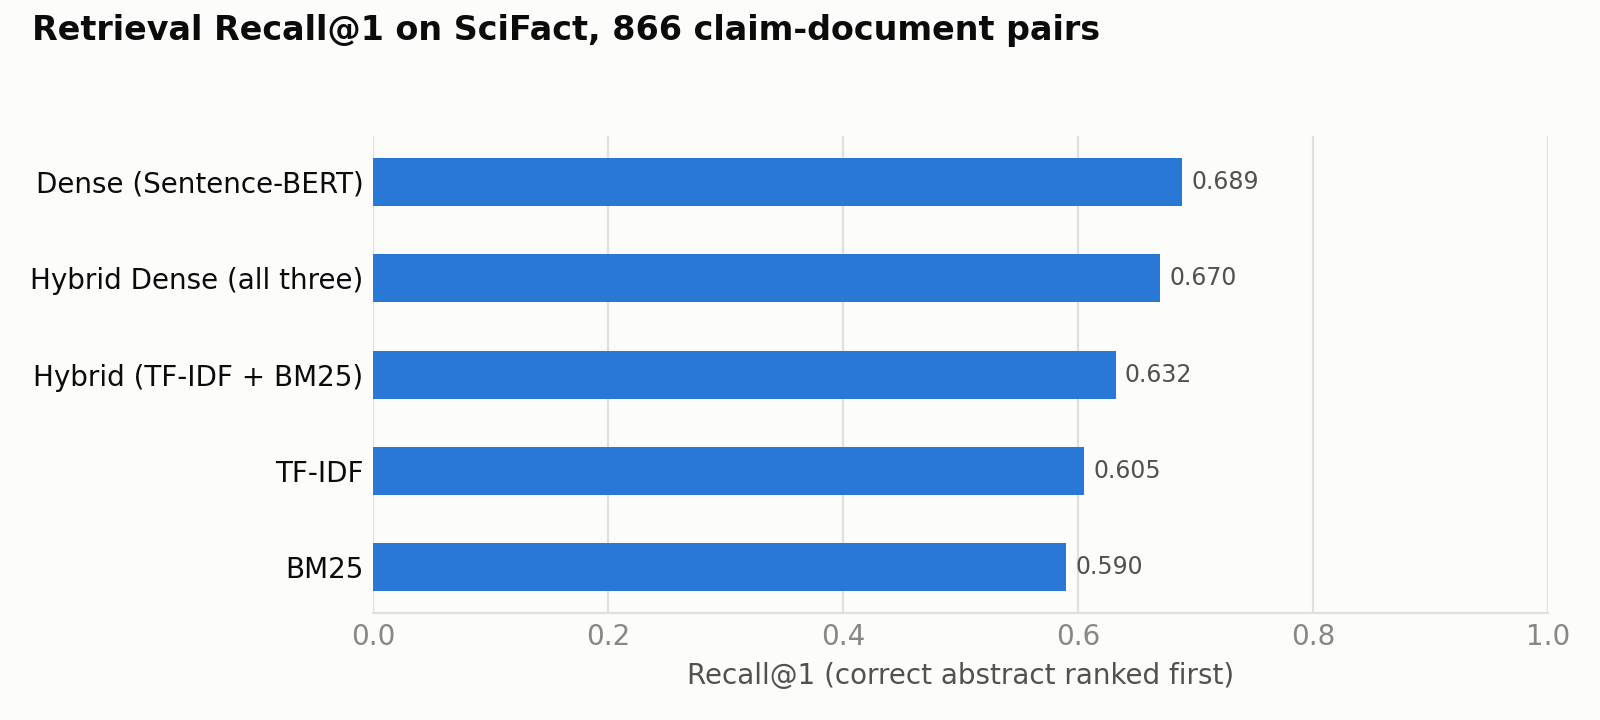 Retrieval Recall@1 on SciFact, 866 claim-document pairs
Dense (Sentence-BERT) 0.689
Hybrid Dense (all three) 0.670
Hybrid (TF-IDF + BM25) 0.632
TF-IDF 0.605
BM25 0.590
0.0 0.2 0.4 0.6 0.8 1.0
Recall@1 (correct abstract ranked first)